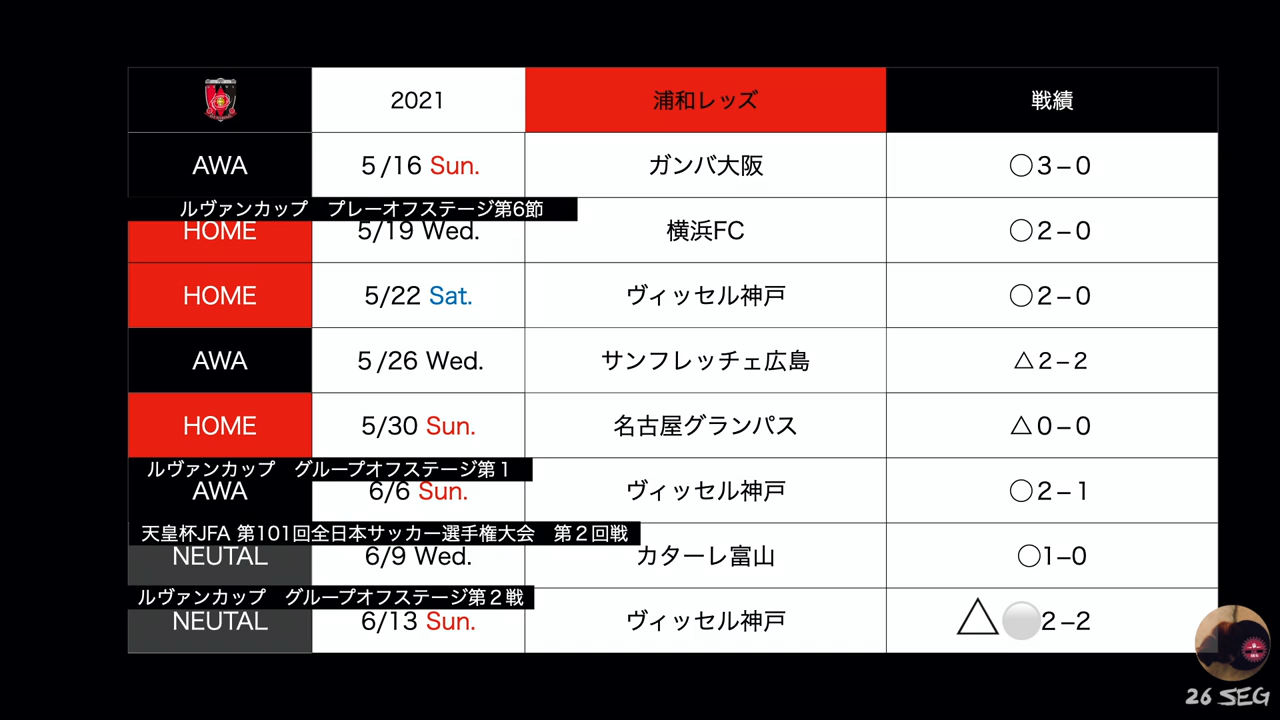 2021 浦和レッズ 戦績
AWA 5/16 Sun. ガンバ大阪 ○3–0
ルヴァンカップ　プレーオフステージ第6節
HOME 5/19 Wed. 横浜FC ○2–0
HOME 5/22 Sat. ヴィッセル神戸 ○2–0
AWA 5/26 Wed. サンフレッチェ広島 △2–2
HOME 5/30 Sun. 名古屋グランパス △0–0
ルヴァンカップ　グループオフステージ第１
AWA 6/6 Sun. ヴィッセル神戸 ○2–1
天皇杯JFA 第101回全日本サッカー選手権大会　第２回戦
NEUTAL 6/9 Wed. カターレ富山 ○1–0
ルヴァンカップ　グループオフステージ第２戦
NEUTAL 6/13 Sun. ヴィッセル神戸 △ 2–2
26 SEG